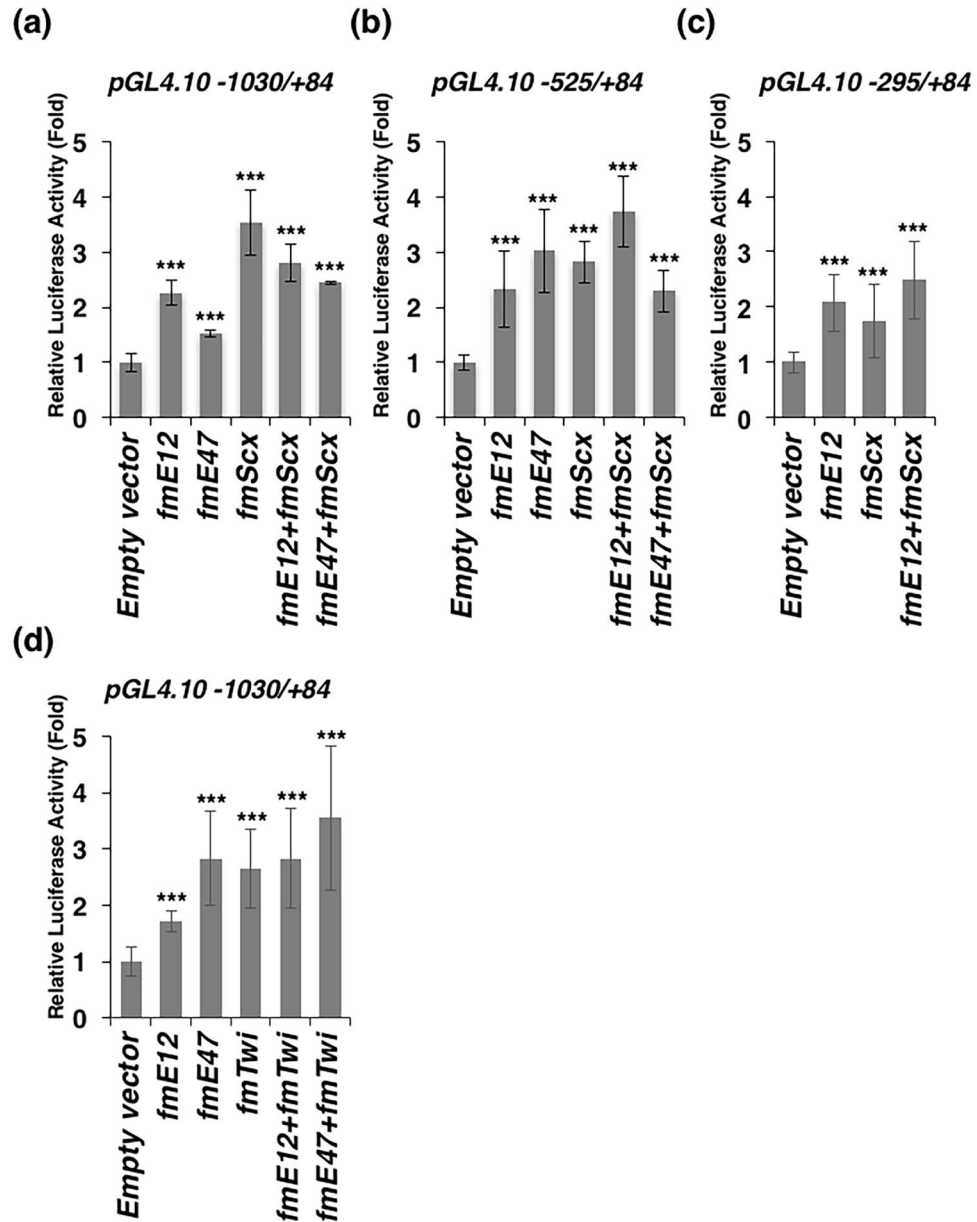 (a)
pGL4.10 -1030/+84
Relative Luciferase Activity (Fold)
5
4
3
2
1
0
***
***
***
***
***
Empty vector
fmE12
fmE47
fmScx
fmE12+fmScx
fmE47+fmScx
(b)
pGL4.10 -525/+84
Relative Luciferase Activity (Fold)
5
4
3
2
1
0
***
***
***
***
***
Empty vector
fmE12
fmE47
fmScx
fmE12+fmScx
fmE47+fmScx
(c)
pGL4.10 -295/+84
Relative Luciferase Activity (Fold)
5
4
3
2
1
0
***
***
***
Empty vector
fmE12
fmScx
fmE12+fmScx
(d)
pGL4.10 -1030/+84
Relative Luciferase Activity (Fold)
5
4
3
2
1
0
***
***
***
***
***
Empty vector
fmE12
fmE47
fmTwi
fmE12+fmTwi
fmE47+fmTwi